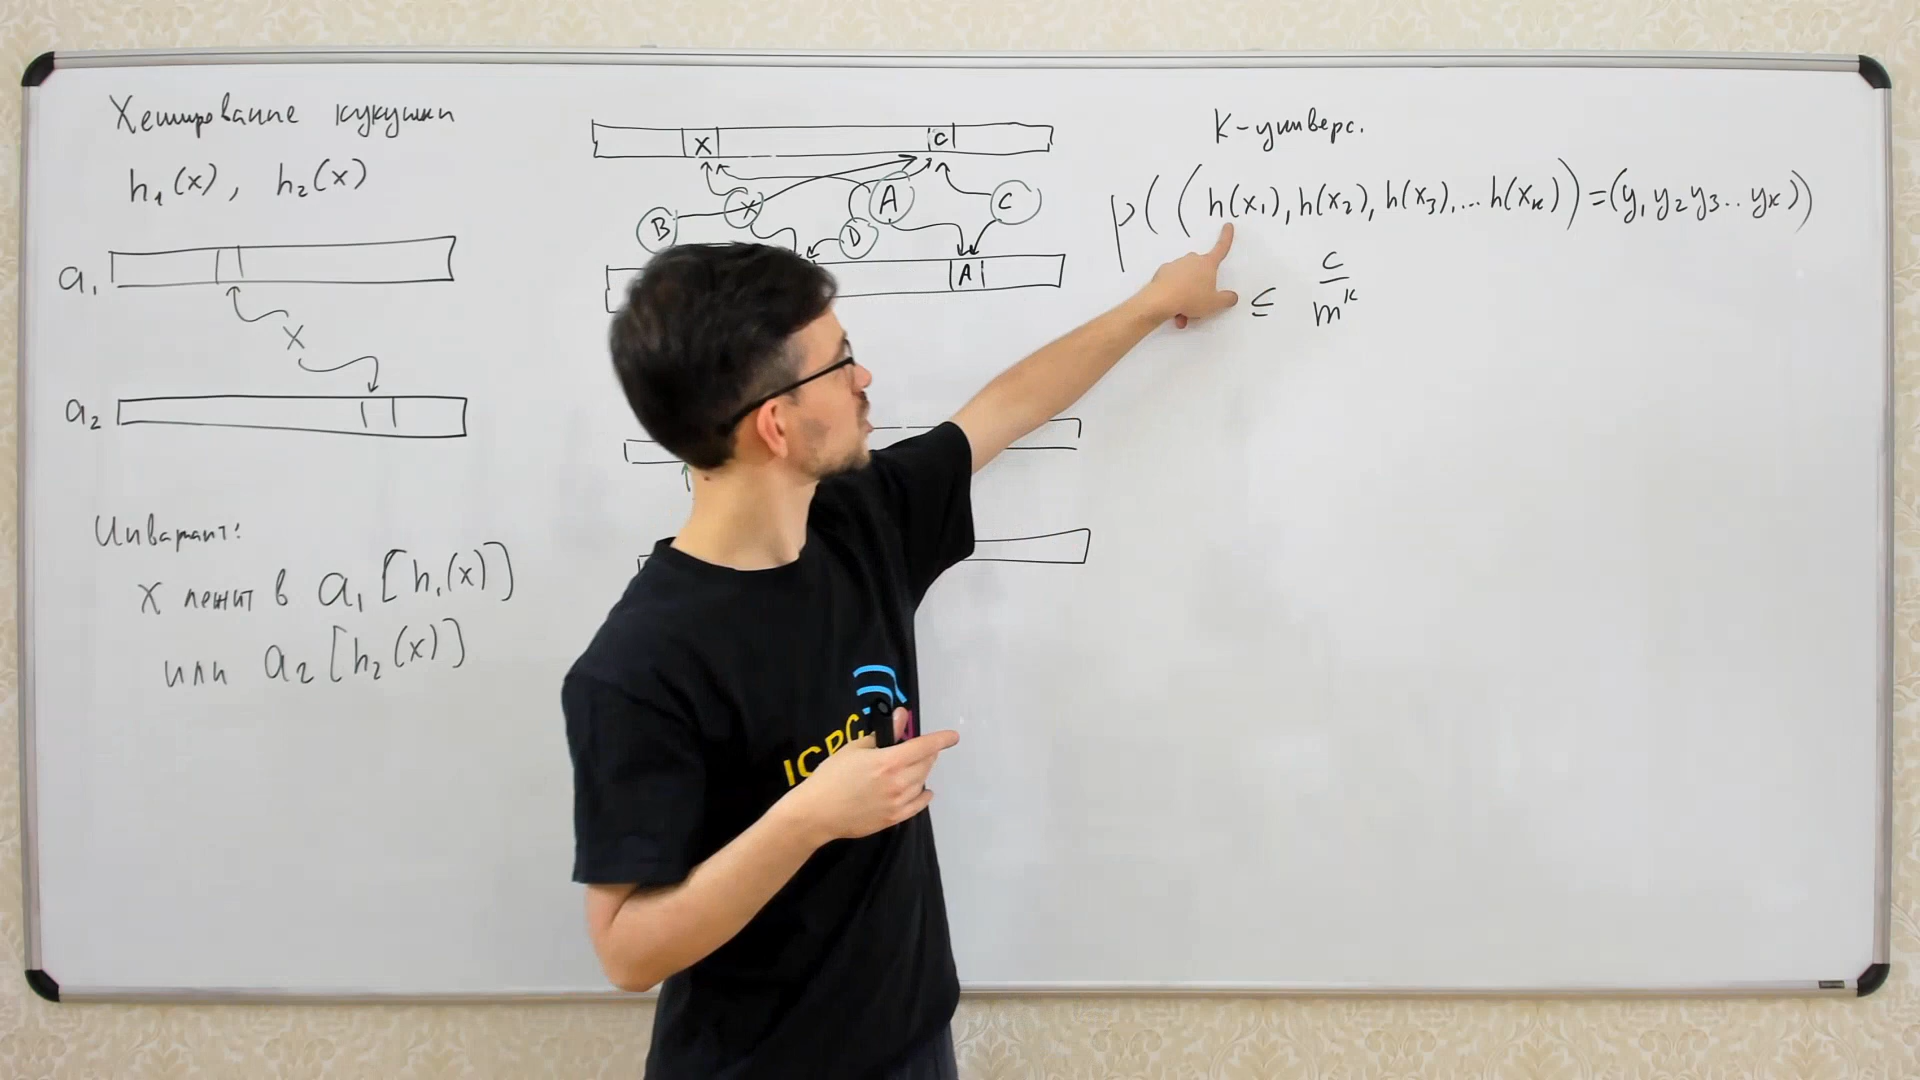 Хеширование кукушки
h₁(x), h₂(x)
a₁
x
a₂
Инвариант:
x лежит в a₁[h₁(x)]
или a₂[h₂(x)]
x c
B x A C
D
A
K-универс.
p((h(x₁), h(x₂), h(x₃), ... h(xₖ)) = (y₁ y₂ y₃ .. yₖ))
≤ c/mᵏ
ICPC